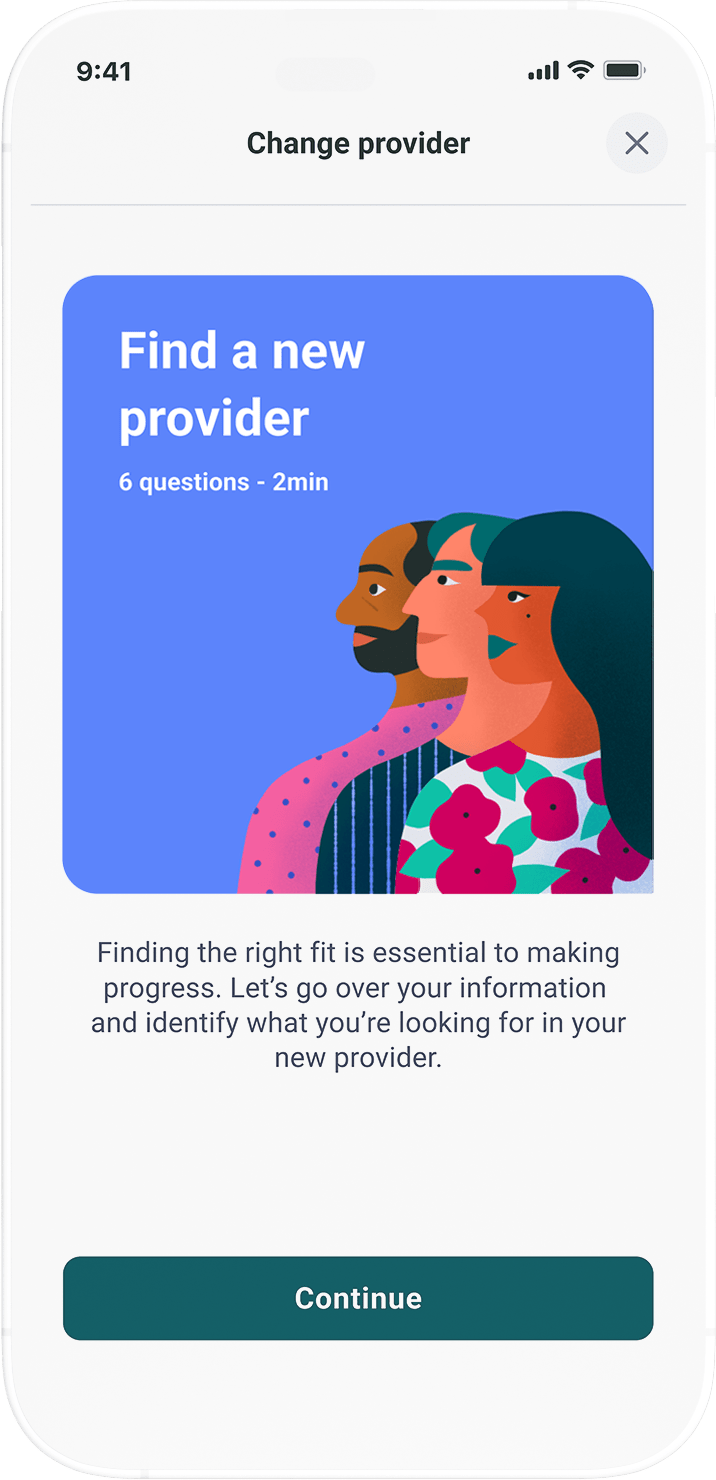 9:41
Change provider
Find a new
provider
6 questions - 2min
Finding the right fit is essential to making
progress. Let’s go over your information
and identify what you’re looking for in your
new provider.
Continue